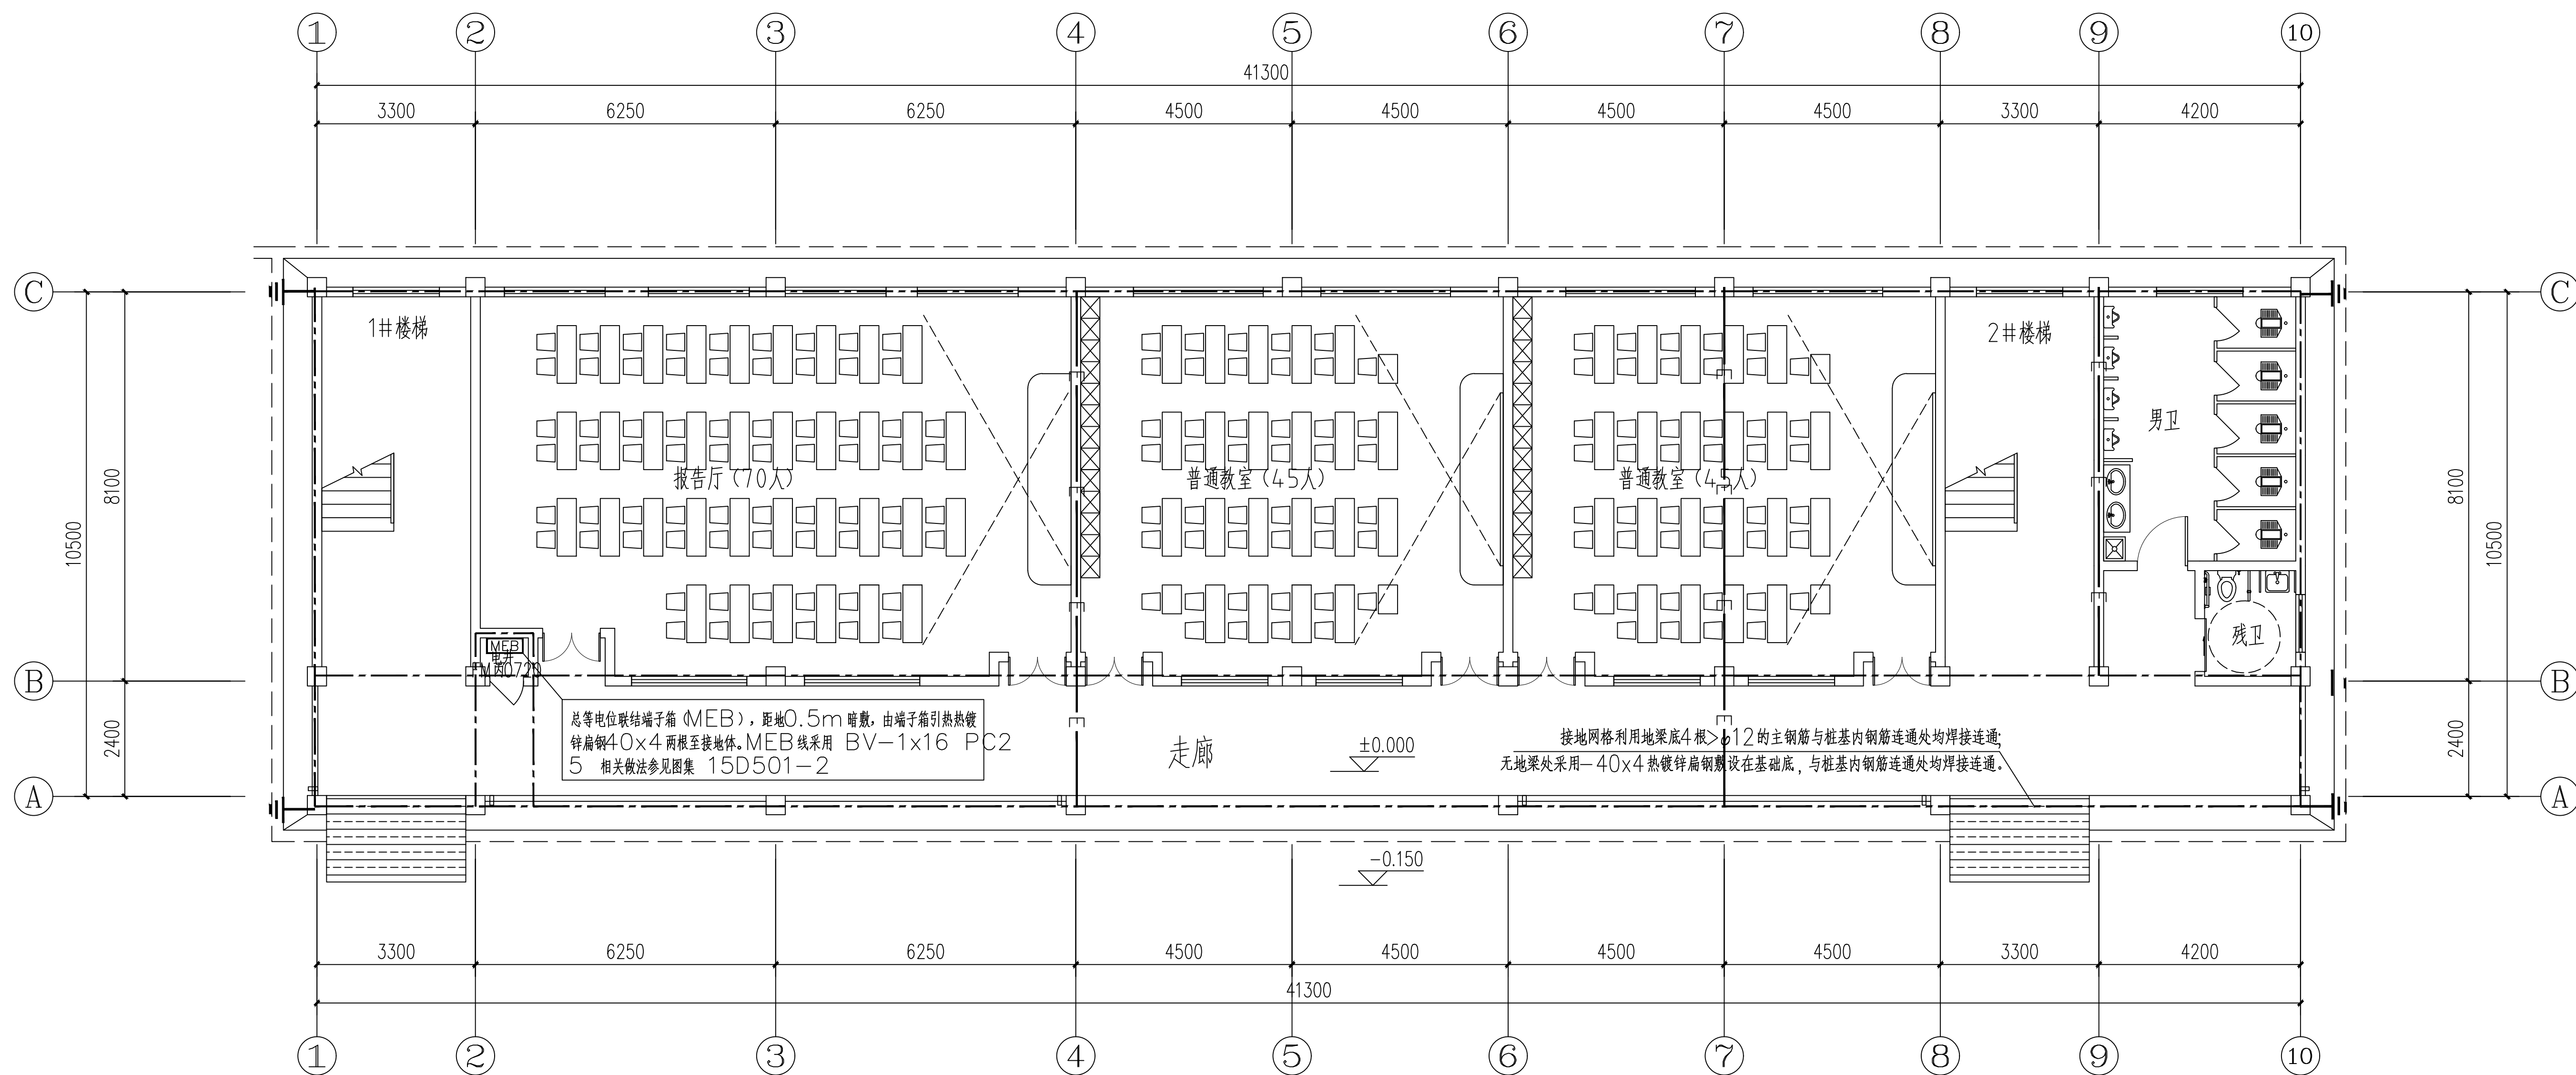 1 2 3 4 5 6 7 8 9 10
41300
3300 6250 6250 4500 4500 4500 4500 3300 4200
C C
1#楼梯 2#楼梯
男卫
报告厅（70人） 普通教室（45人） 普通教室（45人）
8100 8100
10500 10500
残卫
MEB
电井
M丙0720
B B
总等电位联结端子箱（MEB），距地0.5m暗敷，由端子箱引热热镀
锌扁钢40x4两根至接地体。MEB线采用 BV-1x16 PC2
5 相关做法参见图集 15D501-2
走廊
±0.000
接地网格利用地梁底4根>ø12的主钢筋与桩基内钢筋连通处均焊接连通;
无地梁处采用-40x4热镀锌扁钢敷设在基础底，与桩基内钢筋连通处均焊接连通。
2400 2400
A A
-0.150
3300 6250 6250 4500 4500 4500 4500 3300 4200
41300
1 2 3 4 5 6 7 8 9 10